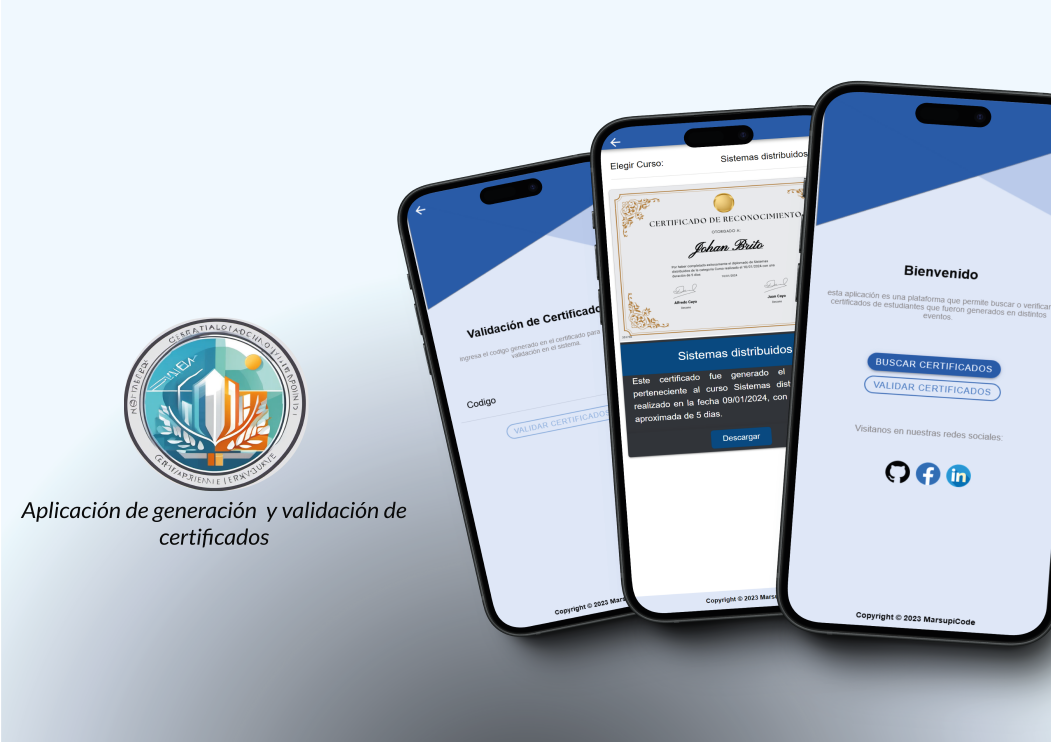 Aplicación de generación  y validación de
certificados
Validación de Certificado
ingresa el codigo generado en el certificado para
validación en el sistema.
Codigo
VALIDAR CERTIFICADOS
Copyright © 2023 Mars
Elegir Curso:
Sistemas distribuidos
CERTIFICADO DE RECONOCIMIENTO
OTORGADO A:
Johan Brito
Alfredo Cayo
Juan Cayo
Sistemas distribuidos
Este certificado fue generado el
perteneciente al curso Sistemas dist
realizado en la fecha 09/01/2024, con
aproximada de 5 dias.
Descargar
Copyright © 2023 Marsu
Bienvenido
esta aplicación es una plataforma que permite buscar o verificar
certificados de estudiantes que fueron generados en distintos
eventos.
BUSCAR CERTIFICADOS
VALIDAR CERTIFICADOS
Visitanos en nuestras redes sociales:
in
Copyright © 2023 MarsupiCode